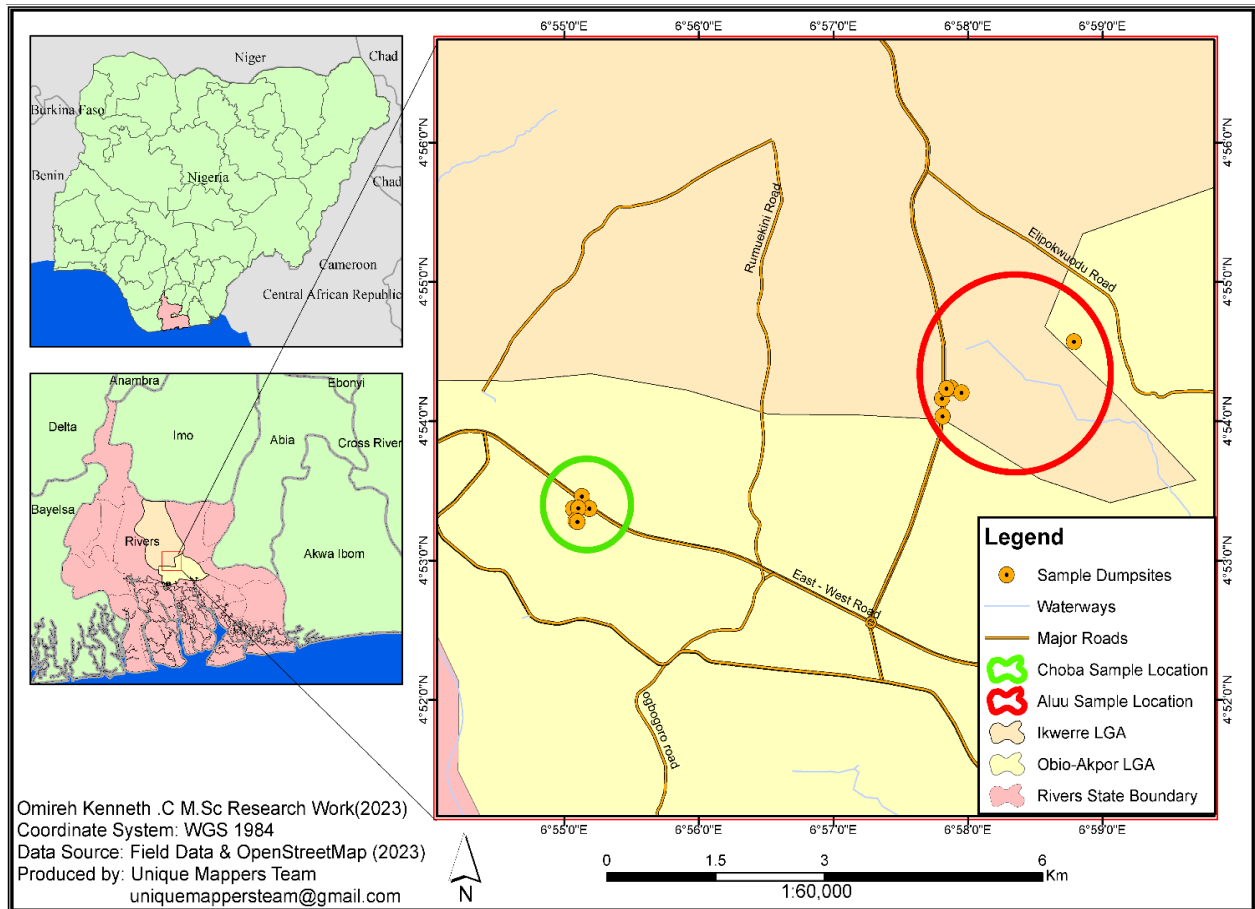 Niger
Chad
Burkina Faso
Benin
Nigeria
Chad
Cameroon
Central African Republic
Anambra
Ebonyi
Delta
Imo
Abia
Cross River
Bayelsa
Rivers
Akwa Ibom
6°55'0"E
6°56'0"E
6°57'0"E
6°58'0"E
6°59'0"E
4°56'0"N
4°55'0"N
4°54'0"N
4°53'0"N
4°52'0"N
4°56'0"N
4°55'0"N
4°54'0"N
4°53'0"N
4°52'0"N
Rumuekini Road
Elipokwuodu Road
East - West Road
ogbogoro road
Legend
Sample Dumpsites
Waterways
Major Roads
Choba Sample Location
Aluu Sample Location
Ikwerre LGA
Obio-Akpor LGA
Rivers State Boundary
6°55'0"E
6°56'0"E
6°57'0"E
6°58'0"E
6°59'0"E
Omireh Kenneth .C M.Sc Research Work(2023)
Coordinate System: WGS 1984
Data Source: Field Data & OpenStreetMap (2023)
Produced by: Unique Mappers Team
uniquemappersteam@gmail.com
N
0 1.5 3 6
Km
1:60,000